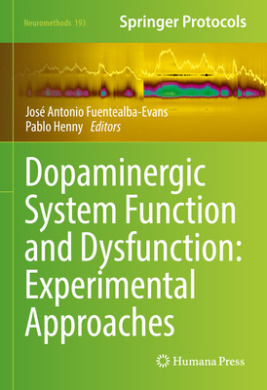 Neuromethods 193
Springer Protocols
José Antonio Fuentealba-Evans
Pablo Henny Editors
Dopaminergic
System Function
and Dysfunction:
Experimental
Approaches
Humana Press